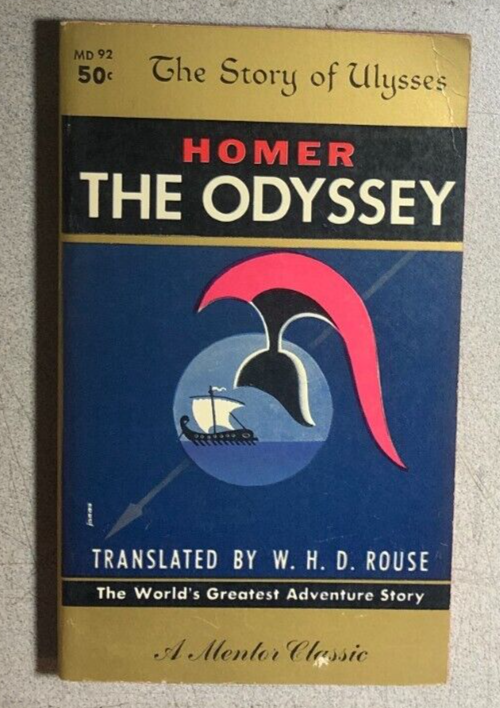 MD 92
50c
The Story of Ulysses
HOMER
THE ODYSSEY
TRANSLATED BY W. H. D. ROUSE
The World's Greatest Adventure Story
A Mentor Classic